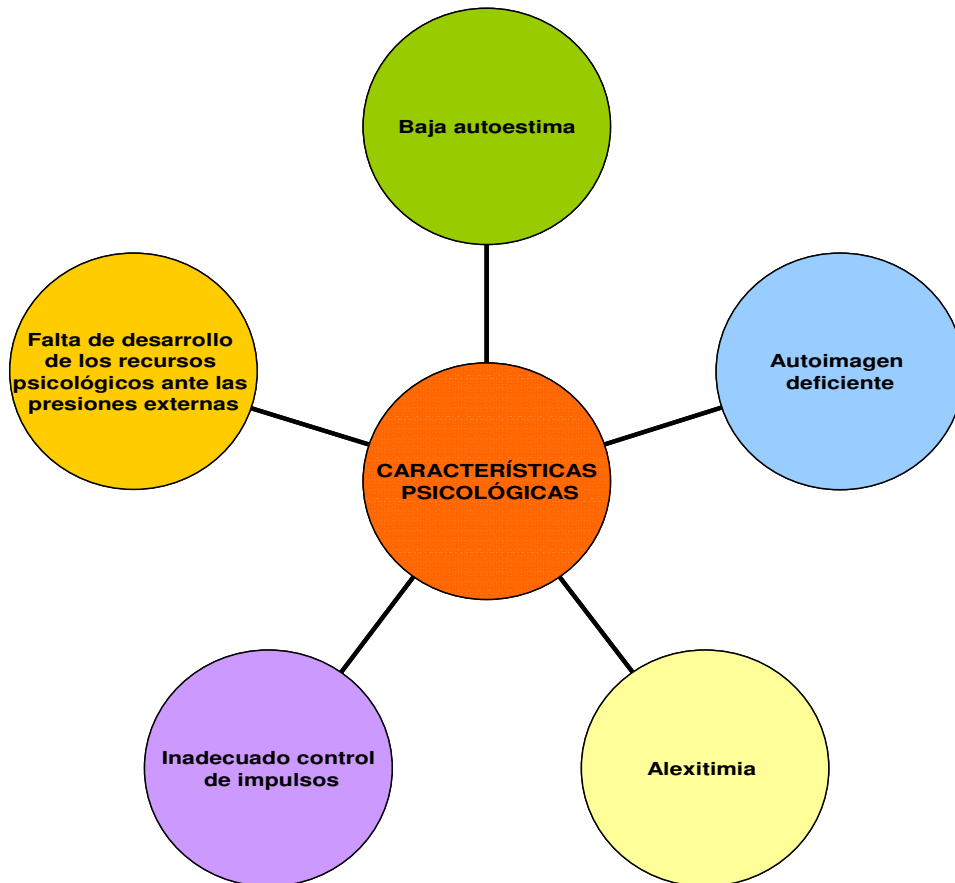 Baja autoestima
Falta de desarrollo
de los recursos
psicológicos ante las
presiones externas
Autoimagen
deficiente
CARACTERÍSTICAS
PSICOLÓGICAS
Inadecuado control
de impulsos
Alexitimia